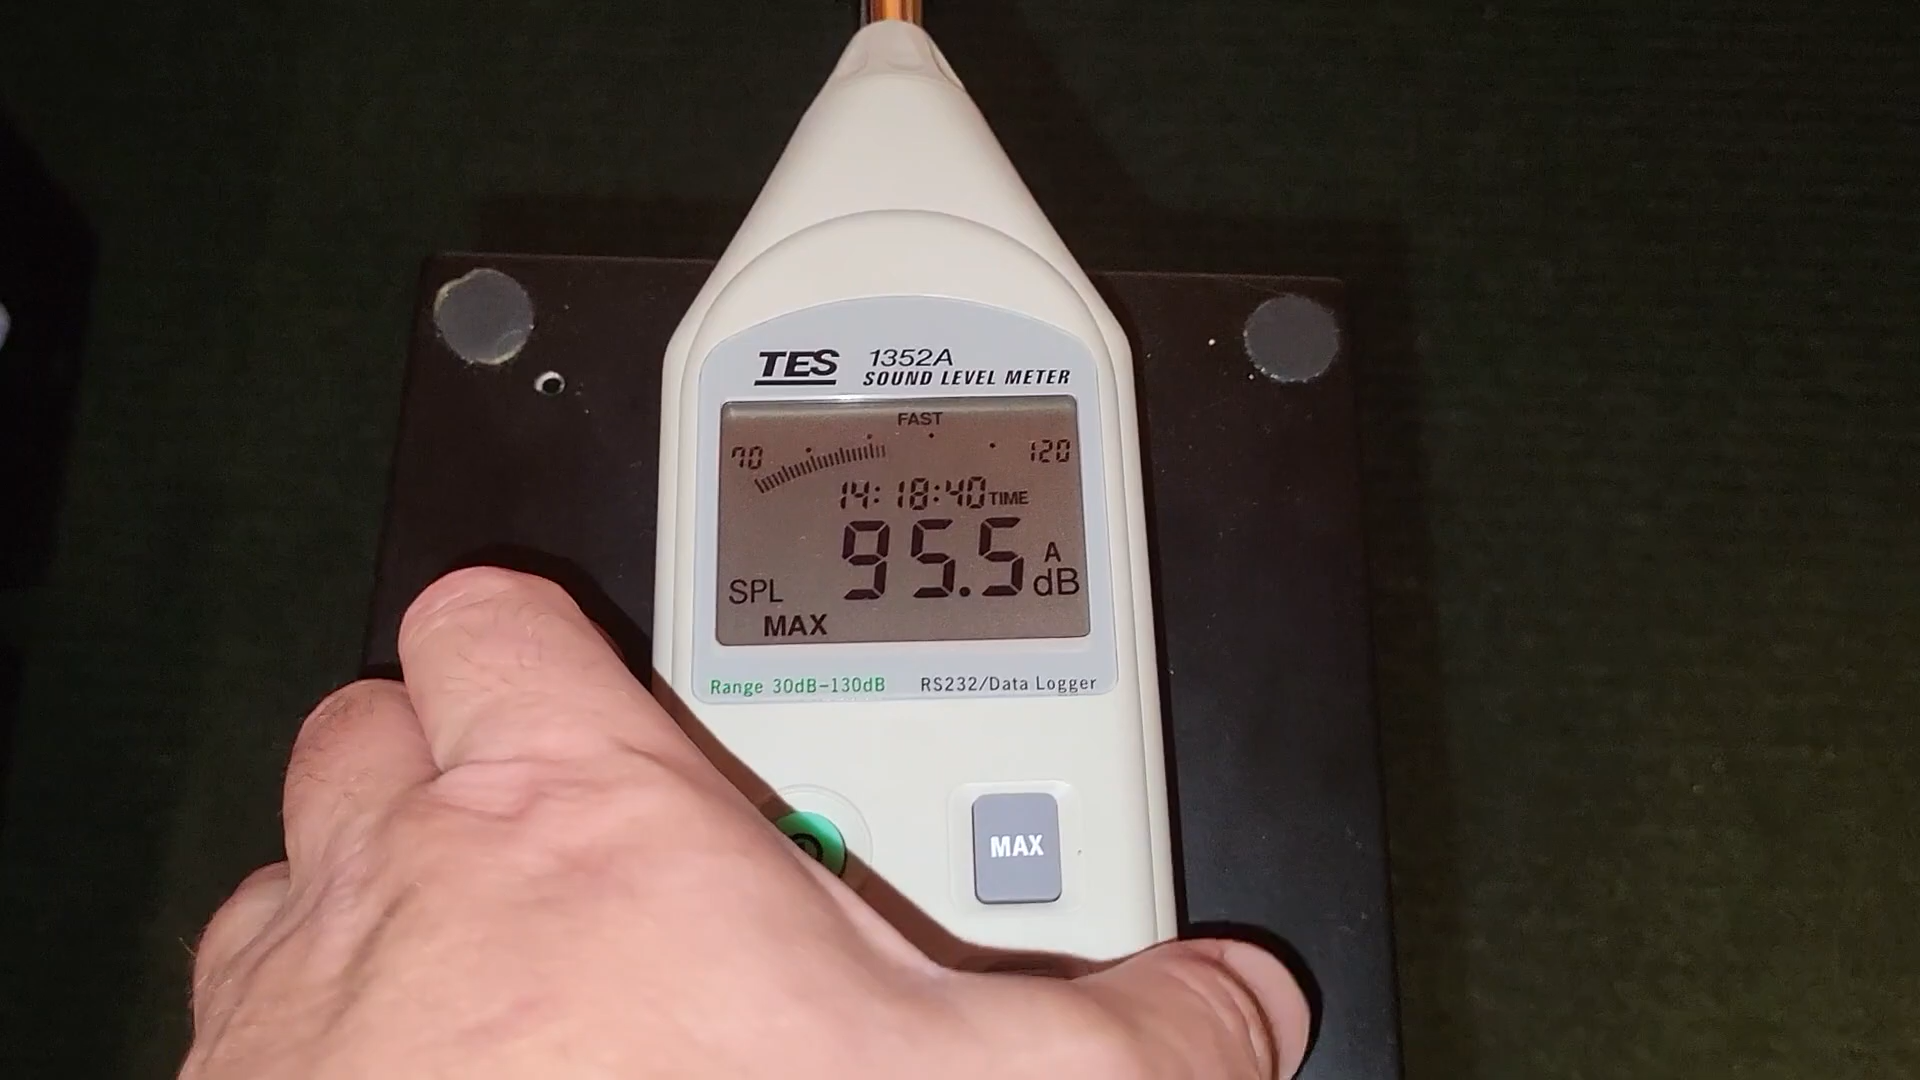 TES 1352A
SOUND LEVEL METER
FAST
70 120
14:18:40 TIME
95.5 A dB
SPL
MAX
Range 30dB-130dB RS232/Data Logger
MAX